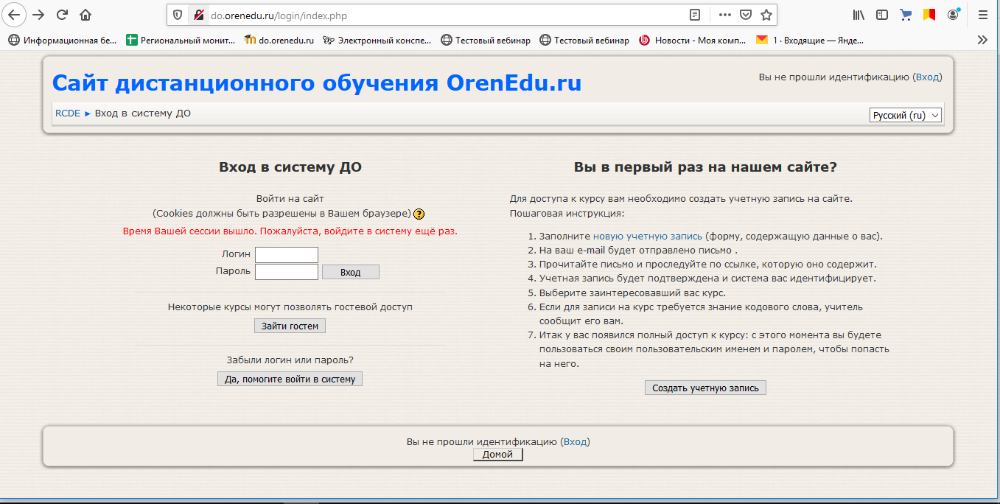 do.orenedu.ru/login/index.php
Информационная бе... Региональный монит... do.orenedu.ru Электронный конспе... Тестовый вебинар Тестовый вебинар Новости - Моя комп... 1 · Входящие — Янде...
Сайт дистанционного обучения OrenEdu.ru
Вы не прошли идентификацию (Вход)
RCDE ► Вход в систему ДО
Русский (ru)
Вход в систему ДО
Войти на сайт
(Cookies должны быть разрешены в Вашем браузере) ?
Время Вашей сессии вышло. Пожалуйста, войдите в систему ещё раз.
Логин
Пароль Вход
Некоторые курсы могут позволять гостевой доступ
Зайти гостем
Забыли логин или пароль?
Да, помогите войти в систему
Вы в первый раз на нашем сайте?
Для доступа к курсу вам необходимо создать учетную запись на сайте.
Пошаговая инструкция:
1. Заполните новую учетную запись (форму, содержащую данные о вас).
2. На ваш e-mail будет отправлено письмо .
3. Прочитайте письмо и проследуйте по ссылке, которую оно содержит.
4. Учетная запись будет подтверждена и система вас идентифицирует.
5. Выберите заинтересовавший вас курс.
6. Если для записи на курс требуется знание кодового слова, учитель
сообщит его вам.
7. Итак у вас появился полный доступ к курсу: с этого момента вы будете
пользоваться своим пользовательским именем и паролем, чтобы попасть
на него.
Создать учетную запись
Вы не прошли идентификацию (Вход)
Домой